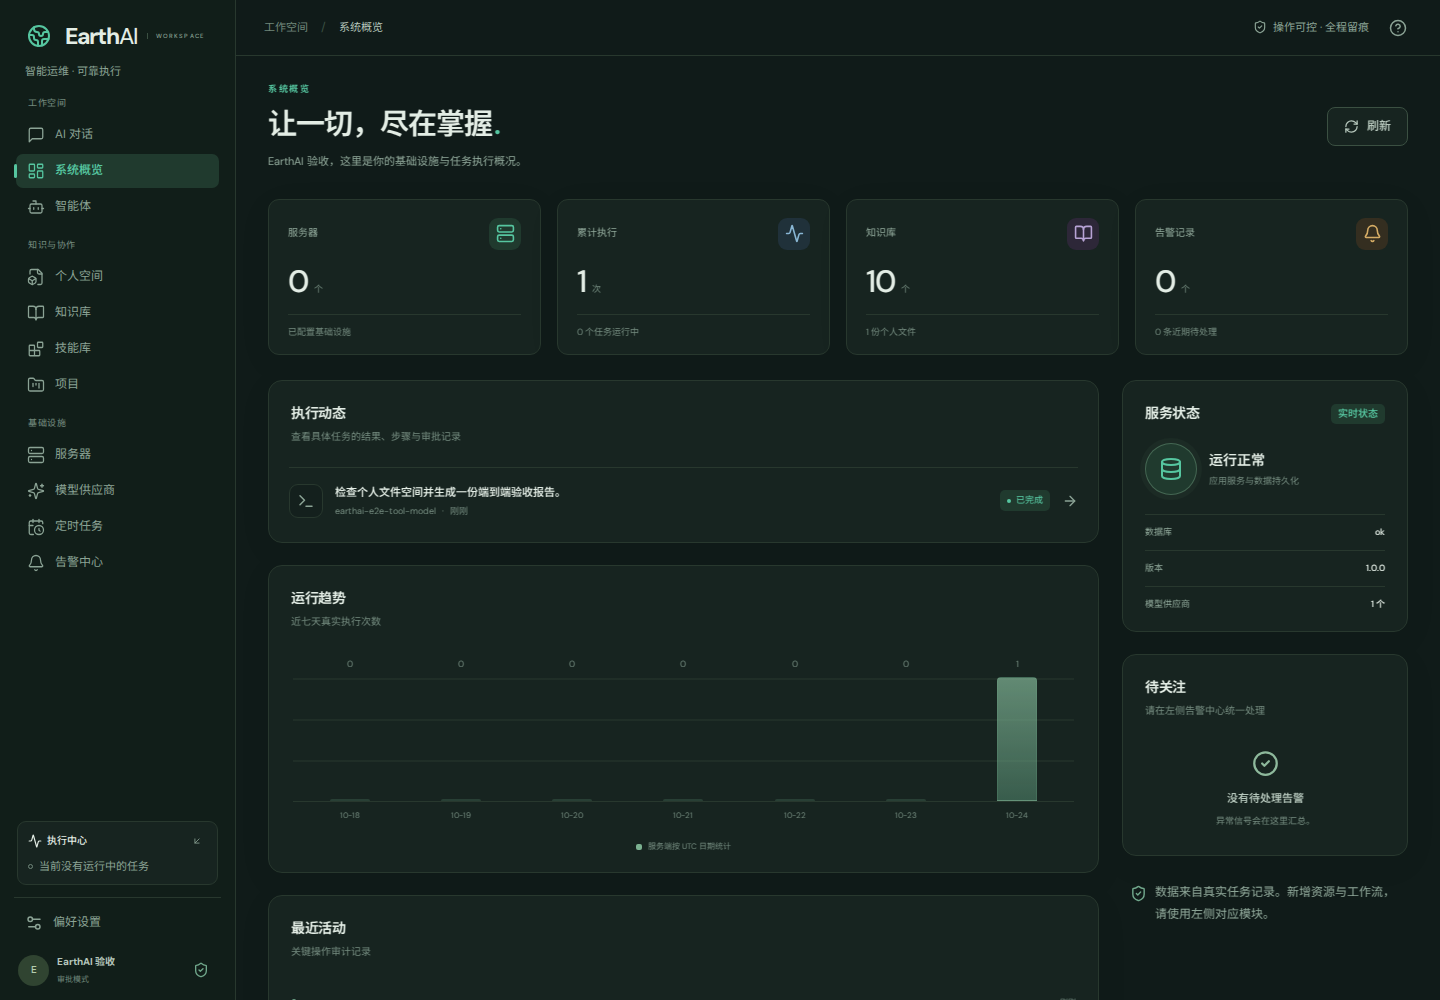 EarthAI WORKSPACE
智能运维 · 可靠执行
工作空间
AI 对话
系统概览
智能体
知识与协作
个人空间
知识库
技能库
项目
基础设施
服务器
模型供应商
定时任务
告警中心
执行中心
当前没有运行中的任务
偏好设置
E
EarthAI 验收
审批模式
工作空间 / 系统概览
操作可控 · 全程留痕
系统概览
让一切，尽在掌握.
EarthAI 验收，这里是你的基础设施与任务执行概况。
刷新
服务器
0 个
已配置基础设施
累计执行
1 次
0 个任务运行中
知识库
10 个
1 份个人文件
告警记录
0 个
0 条近期待处理
执行动态
查看具体任务的结果、步骤与审批记录
检查个人文件空间并生成一份端到端验收报告。
earthai-e2e-tool-model · 刚刚
已完成
运行趋势
近七天真实执行次数
0 0 0 0 0 0 1
10-18 10-19 10-20 10-21 10-22 10-23 10-24
服务端按 UTC 日期统计
最近活动
关键操作审计记录
服务状态
实时状态
运行正常
应用服务与数据持久化
数据库 ok
版本 1.0.0
模型供应商 1 个
待关注
请在左侧告警中心统一处理
没有待处理告警
异常信号会在这里汇总。
数据来自真实任务记录。新增资源与工作流，
请使用左侧对应模块。